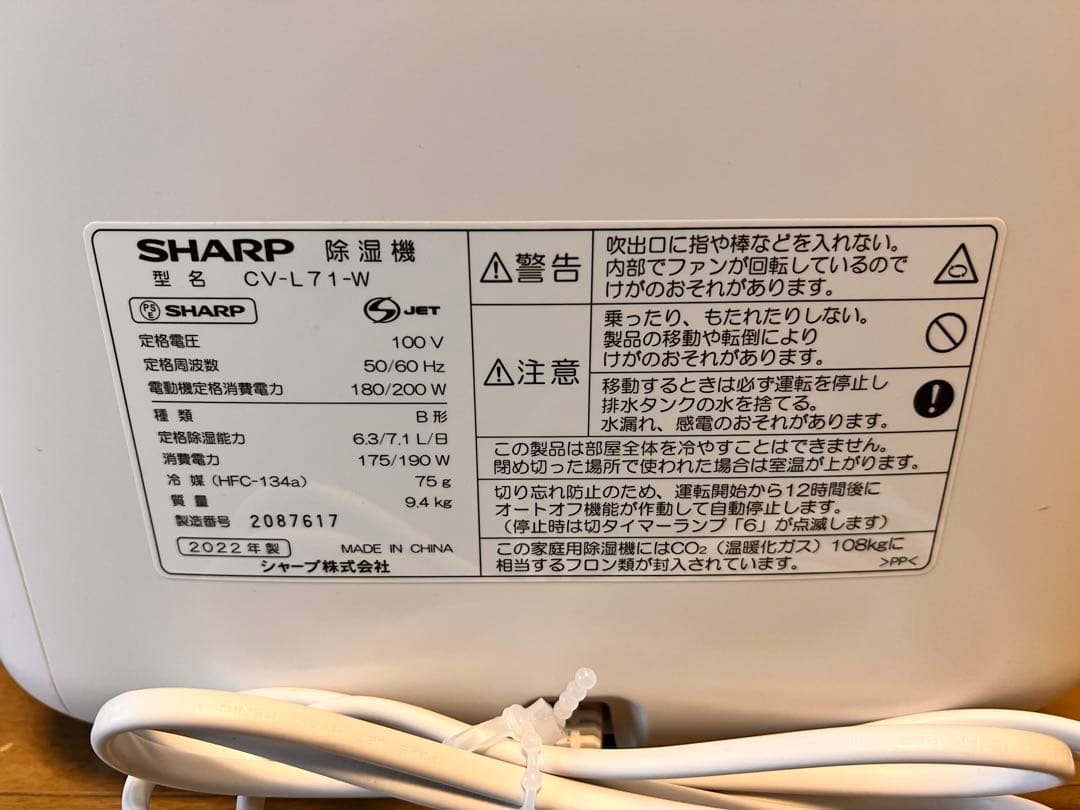 SHARP 除湿機
型名 CV-L71-W
PSE SHARP
S JET
定格電圧 100 V
定格周波数 50/60 Hz
電動機定格消費電力 180/200 W
種類 B 形
定格除湿能力 6.3/7.1 L/日
消費電力 175/190 W
冷媒(HFC-134a) 75 g
質量 9.4 kg
製造番号 2087617
2022年製 MADE IN CHINA
シャープ株式会社
警告
吹出口に指や棒などを入れない。
内部でファンが回転しているので
けがのおそれがあります。
注意
乗ったり、もたれたりしない。
製品の移動や転倒により
けがのおそれがあります。
移動するときは必ず運転を停止し
排水タンクの水を捨てる。
水漏れ、感電のおそれがあります。
この製品は部屋全体を冷やすことはできません。
閉め切った場所で使われた場合は室温が上がります。
切り忘れ防止のため、運転開始から12時間後に
オートオフ機能が作動して自動停止します。
(停止時は切タイマーランプ「6」が点滅します)
この家庭用除湿機にはCO₂(温暖化ガス)108kgに
相当するフロン類が封入されています。
>PP<